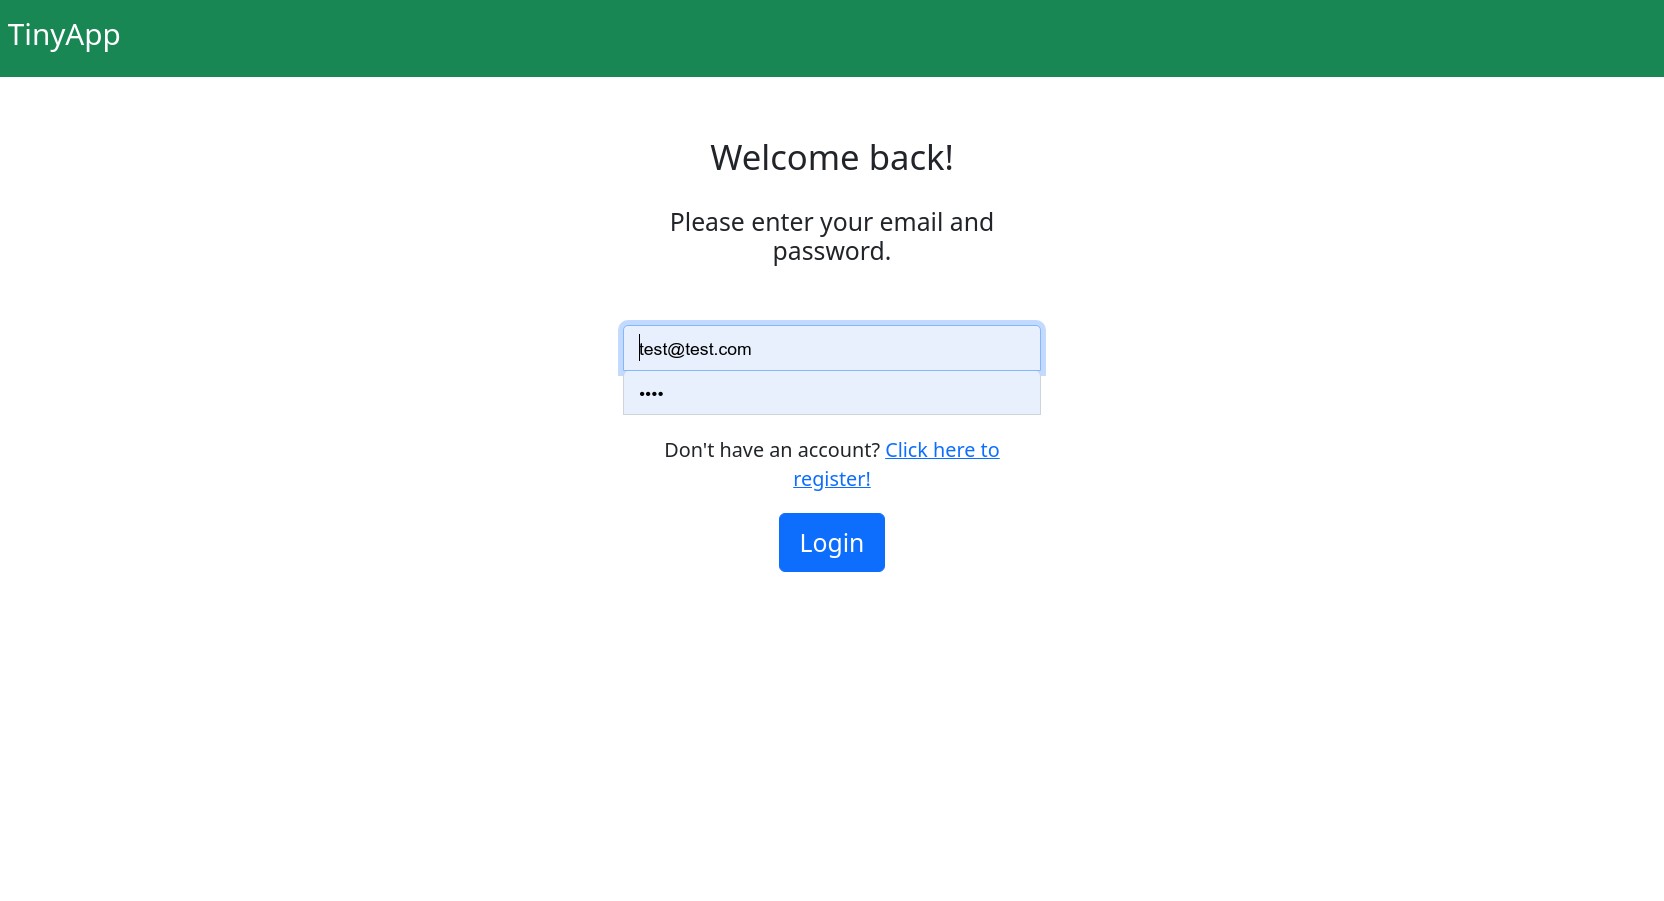 TinyApp
Welcome back!
Please enter your email and
password.
test@test.com
••••
Don't have an account? Click here to
register!
Login